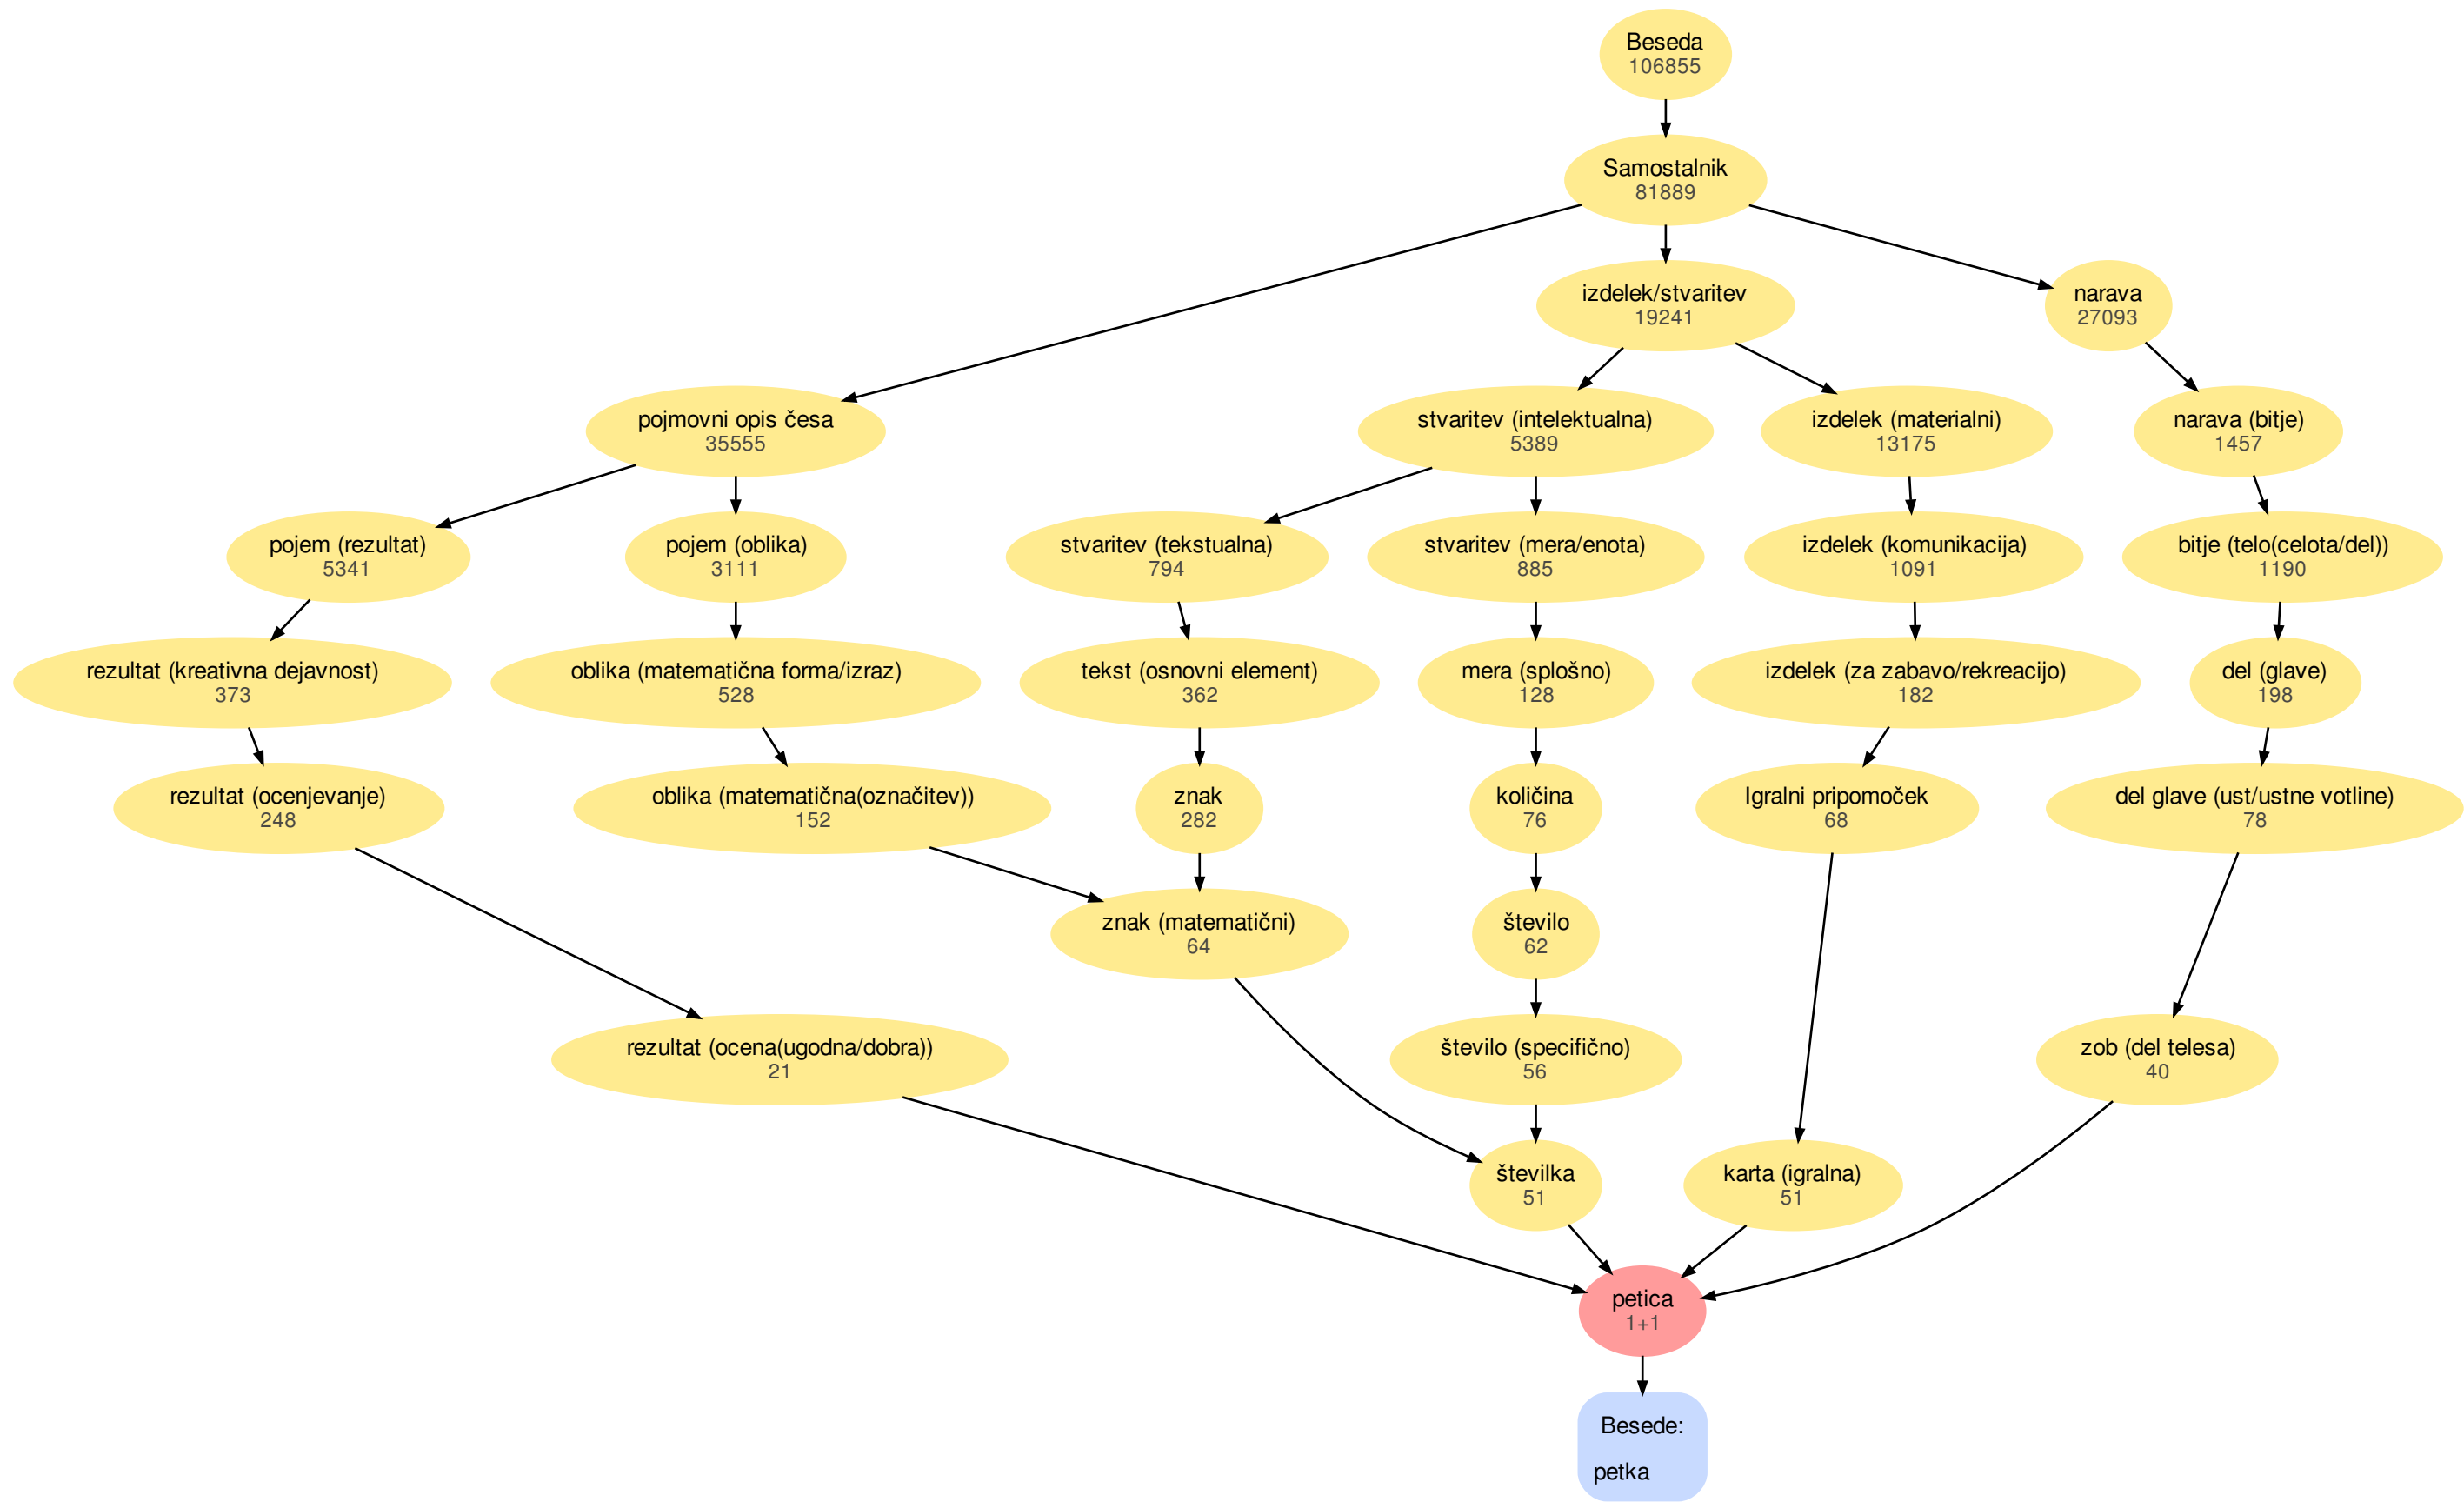 Beseda
106855
Samostalnik
81889
izdelek/stvaritev
19241
narava
27093
pojmovni opis česa
35555
stvaritev (intelektualna)
5389
izdelek (materialni)
13175
narava (bitje)
1457
pojem (rezultat)
5341
pojem (oblika)
3111
stvaritev (tekstualna)
794
stvaritev (mera/enota)
885
izdelek (komunikacija)
1091
bitje (telo(celota/del))
1190
rezultat (kreativna dejavnost)
373
oblika (matematična forma/izraz)
528
tekst (osnovni element)
362
mera (splošno)
128
izdelek (za zabavo/rekreacijo)
182
del (glave)
198
rezultat (ocenjevanje)
248
oblika (matematična(označitev))
152
znak
282
količina
76
Igralni pripomoček
68
del glave (ust/ustne votline)
78
znak (matematični)
64
število
62
rezultat (ocena(ugodna/dobra))
21
število (specifično)
56
zob (del telesa)
40
številka
51
karta (igralna)
51
petica
1+1
Besede:
petka